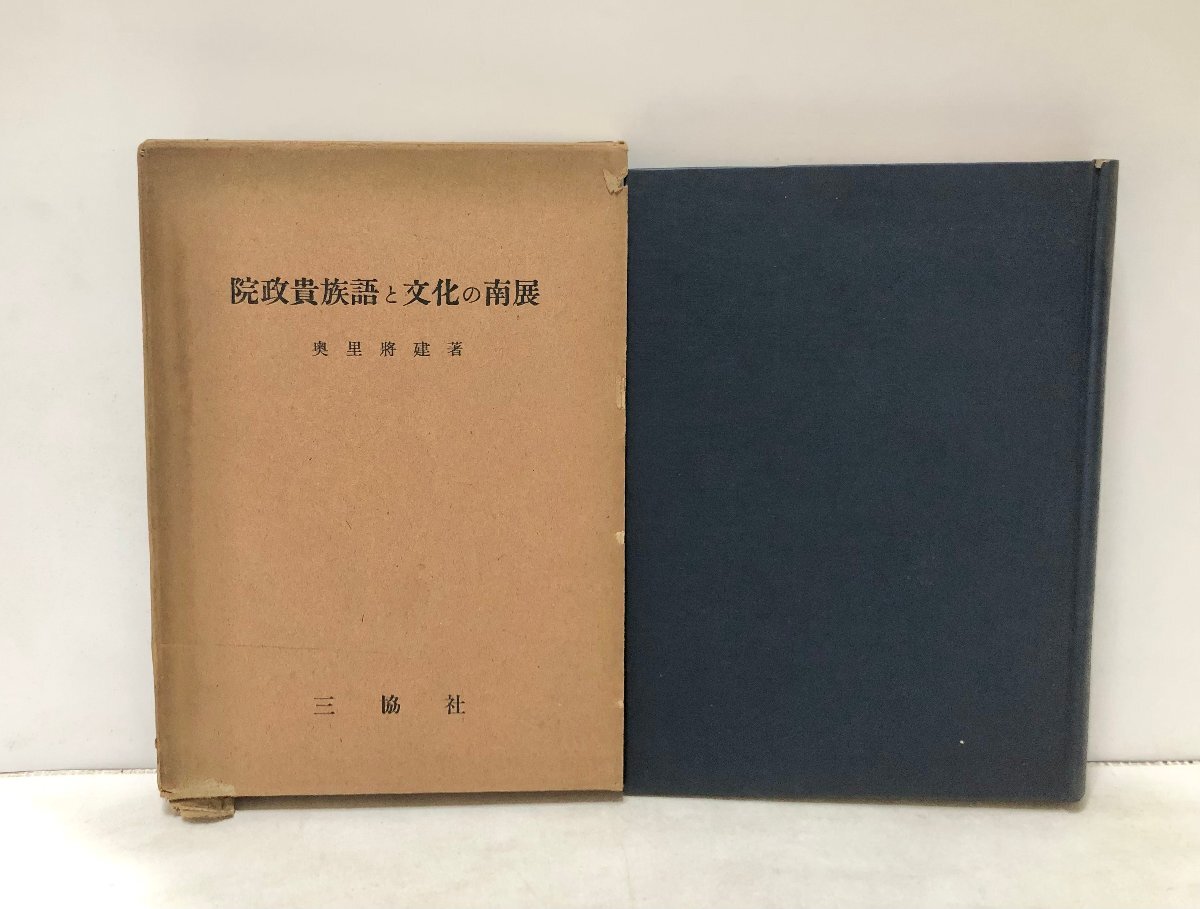 院政貴族語と文化の南展
奥里將建著
三協社